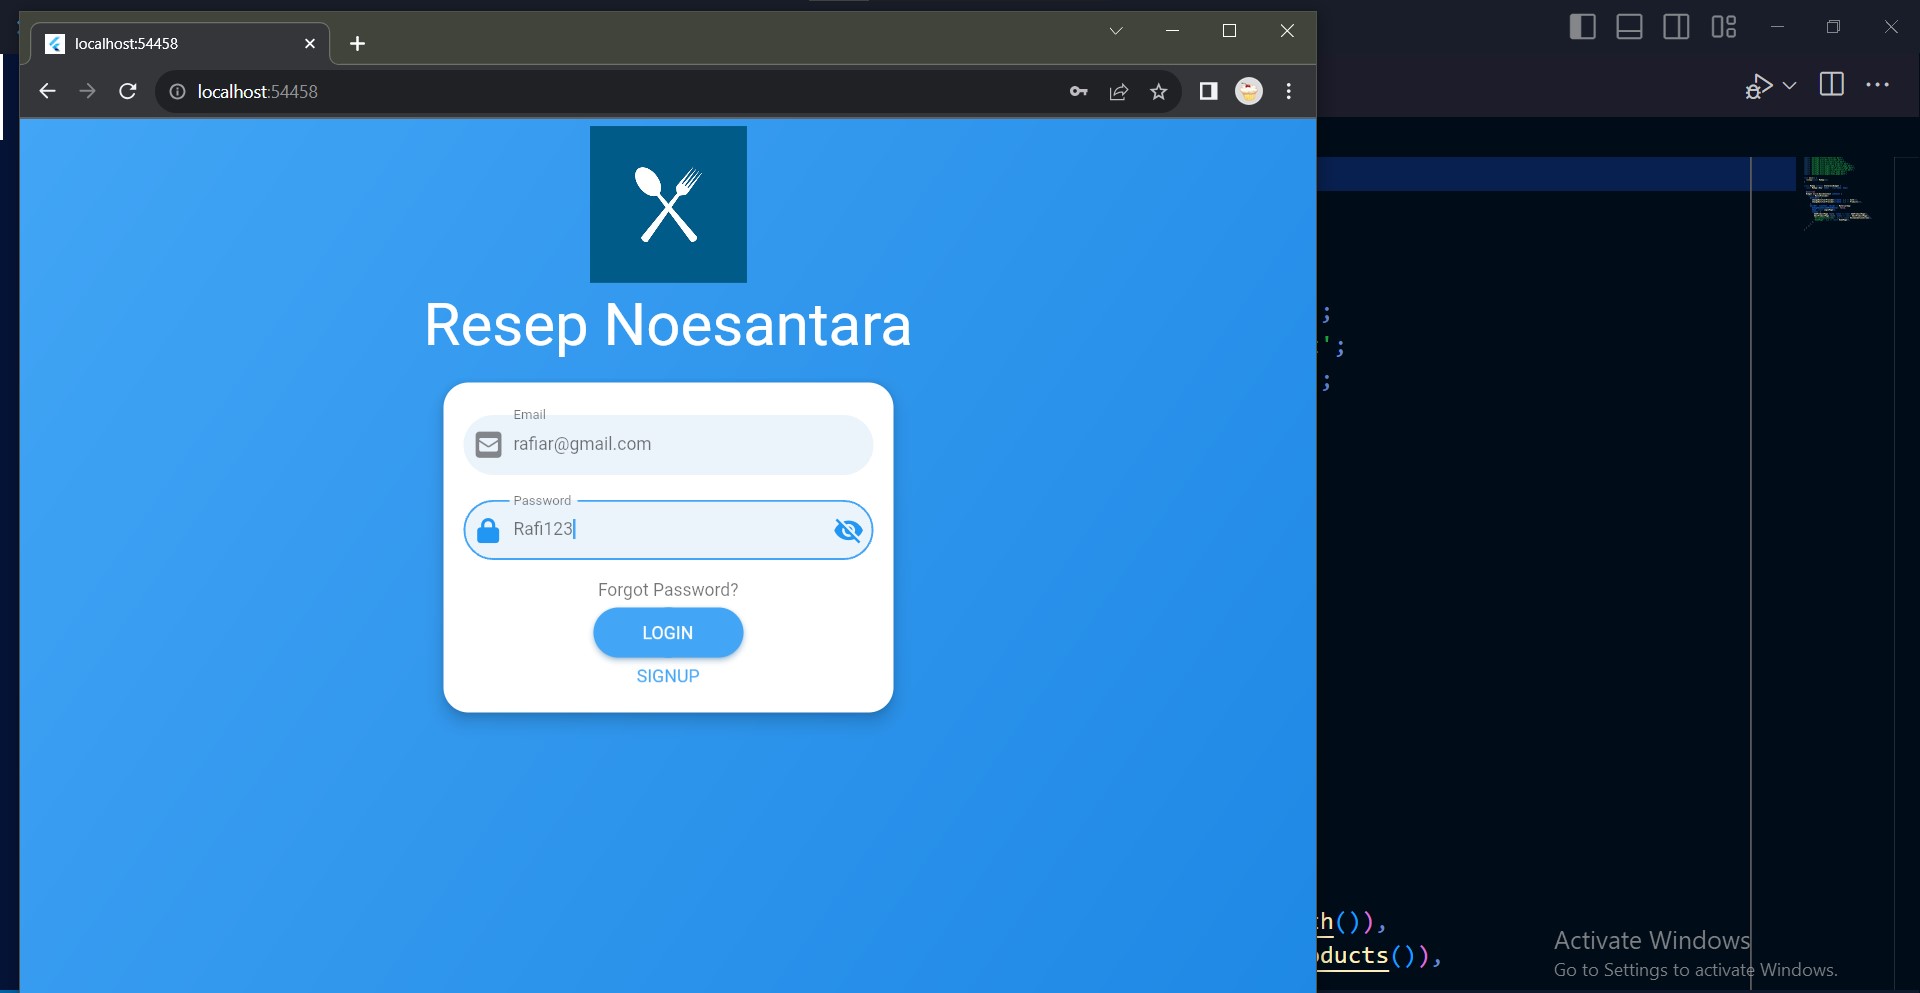 localhost:54458
localhost:54458
Resep Noesantara
Email
rafiar@gmail.com
Password
Rafi123
Forgot Password?
LOGIN
SIGNUP
;
';
;
h()),
oducts()),
Activate Windows
Go to Settings to activate Windows.